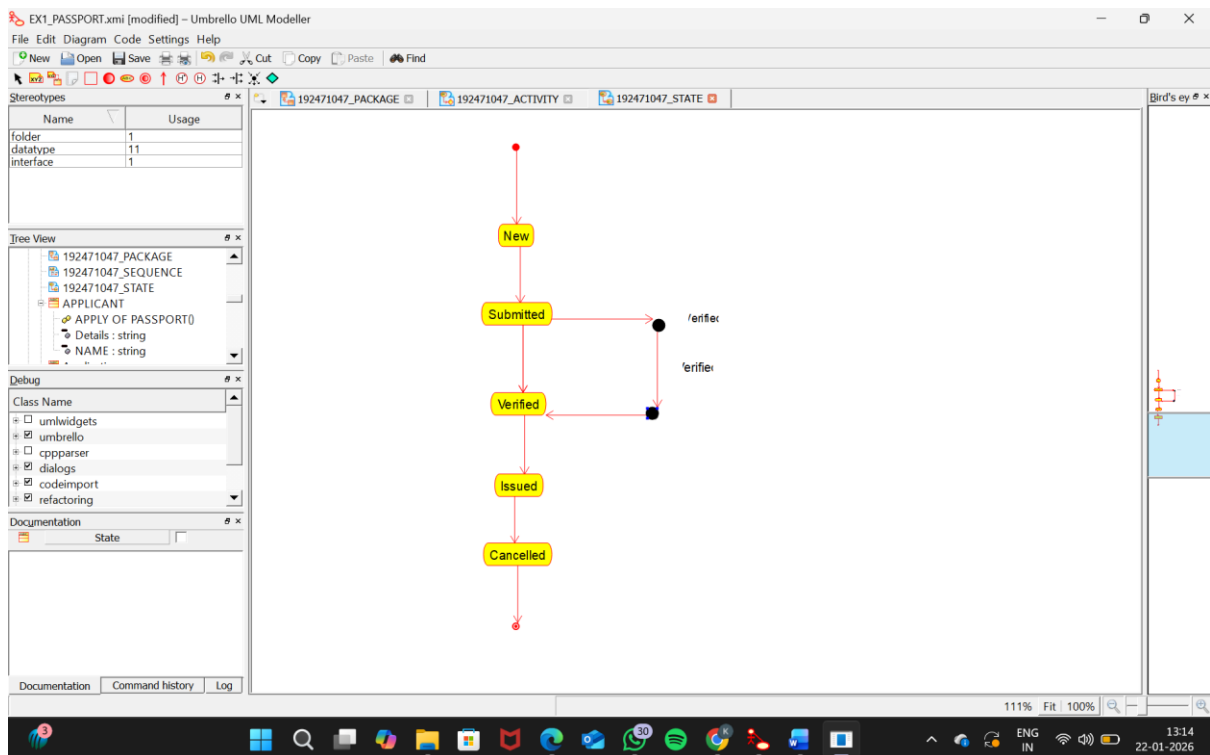 EX1_PASSPORT.xmi [modified] – Umbrello UML Modeller
File Edit Diagram Code Settings Help
New Open Save Cut Copy Paste Find
Stereotypes
Name Usage
folder 1
datatype 11
interface 1
Tree View
192471047_PACKAGE
192471047_SEQUENCE
192471047_STATE
APPLICANT
APPLY OF PASSPORT()
Details : string
NAME : string
Debug
Class Name
umlwidgets
umbrello
cppparser
dialogs
codeimport
refactoring
Documentation
State
Documentation Command history Log
192471047_PACKAGE 192471047_ACTIVITY 192471047_STATE
New
Submitted
Verified
Issued
Cancelled
Bird's ey
111% Fit 100%
3
30
ENG
IN
13:14
22-01-2026